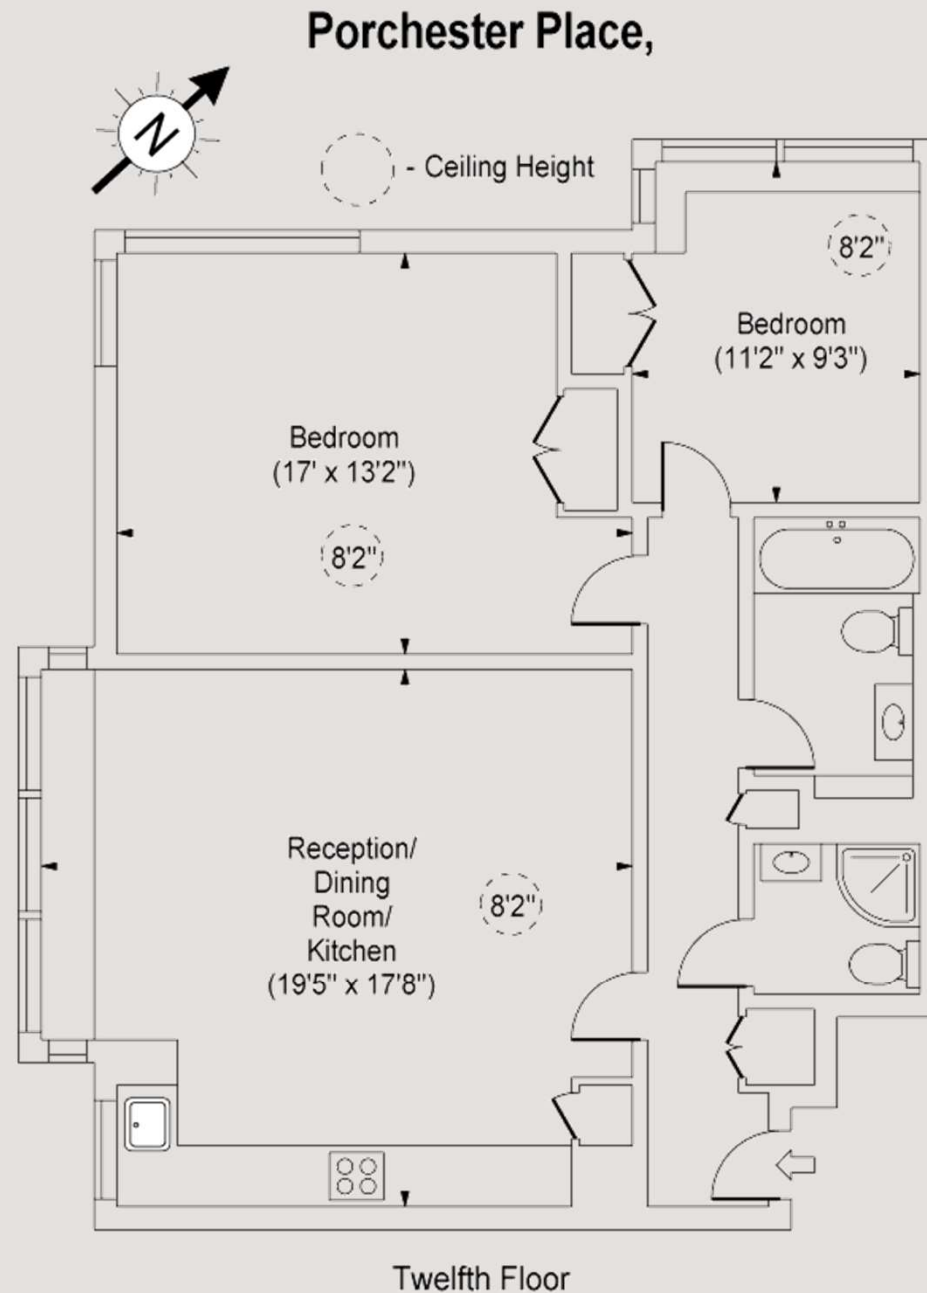 Porchester Place,
N
- Ceiling Height
8'2"
Bedroom
(11'2" x 9'3")
Bedroom
(17' x 13'2")
8'2"
Reception/
Dining
Room/
Kitchen
(19'5" x 17'8")
8'2"
Twelfth Floor